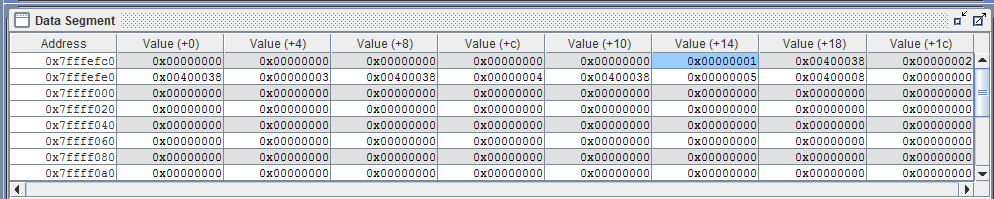 Data Segment
Address Value (+0) Value (+4) Value (+8) Value (+c) Value (+10) Value (+14) Value (+18) Value (+1c)
0x7fffefc0 0x00000000 0x00000000 0x00000000 0x00000000 0x00000000 0x00000001 0x00400038 0x00000002
0x7fffefe0 0x00400038 0x00000003 0x00400038 0x00000004 0x00400038 0x00000005 0x00400008 0x00000000
0x7ffff000 0x00000000 0x00000000 0x00000000 0x00000000 0x00000000 0x00000000 0x00000000 0x00000000
0x7ffff020 0x00000000 0x00000000 0x00000000 0x00000000 0x00000000 0x00000000 0x00000000 0x00000000
0x7ffff040 0x00000000 0x00000000 0x00000000 0x00000000 0x00000000 0x00000000 0x00000000 0x00000000
0x7ffff060 0x00000000 0x00000000 0x00000000 0x00000000 0x00000000 0x00000000 0x00000000 0x00000000
0x7ffff080 0x00000000 0x00000000 0x00000000 0x00000000 0x00000000 0x00000000 0x00000000 0x00000000
0x7ffff0a0 0x00000000 0x00000000 0x00000000 0x00000000 0x00000000 0x00000000 0x00000000 0x00000000